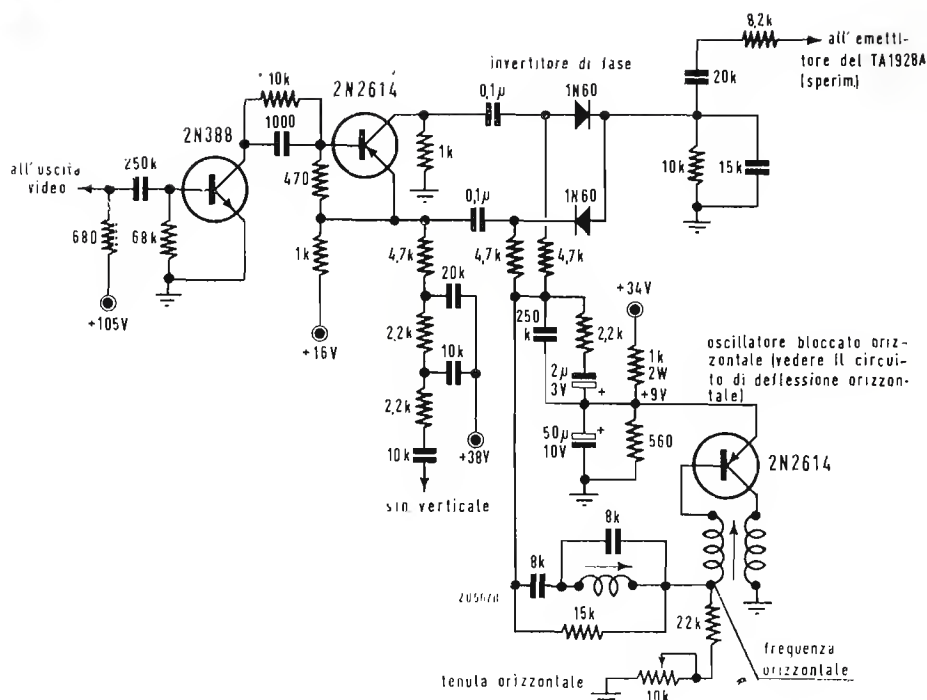 8,2k
all' emetti-
tore del TA1928A
(sperim.)
20k
invertitore di fase
10k
2N2614
0,1µ
1N60
1000
2N388
1k
10k
15k
all'uscita
video
250k
470
0,1µ
1N60
680
68k
1k
4,7k
4,7k
4,7k
20k
+34V
+105V
250
k
2,2k
2,2k
10k
1k
2W
oscillatore bloccato oriz-
zontale (vedere il circui-
to di deflessione orizzon-
tale)
+16V
2µ
3V
+
+9V
2,2k
50µ
10V
+
560
10k
+38V
2N2614
sin verticale
8k
8k
15k
22k
frequenza
orizzontale
tenuta orizzontale
10k